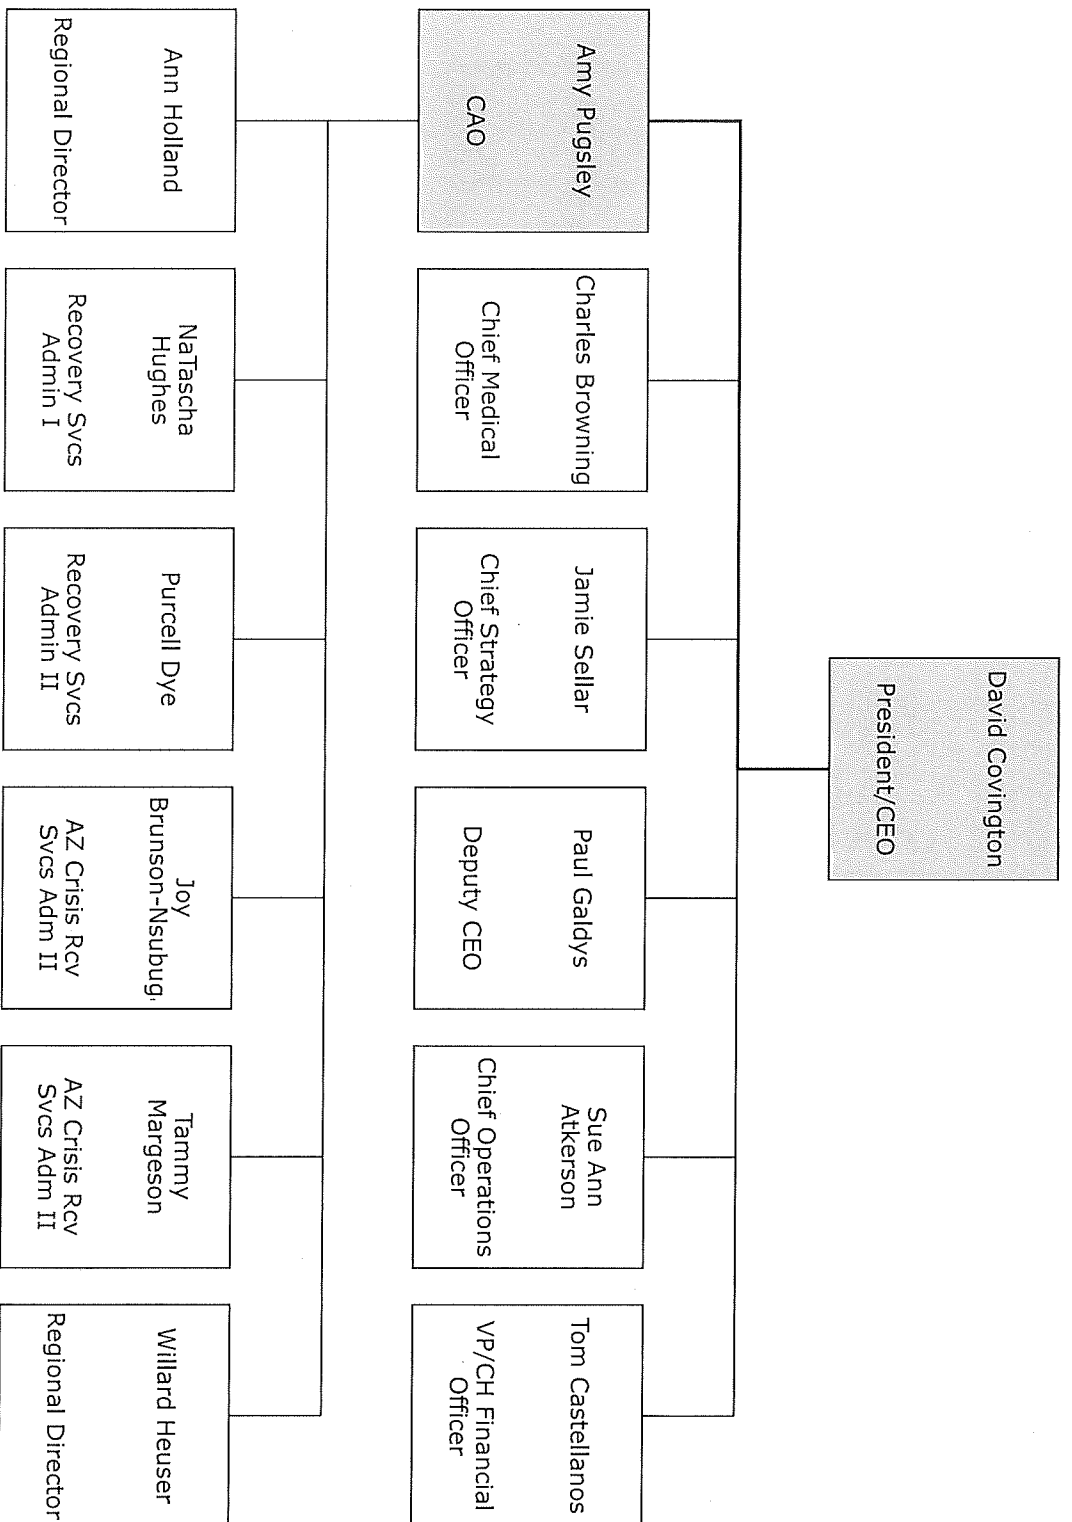 David Covington
President/CEO
Amy Pugsley
CAO
Charles Browning
Chief Medical
Officer
Jamie Sellar
Chief Strategy
Officer
Paul Galdys
Deputy CEO
Sue Ann
Atkerson
Chief Operations
Officer
Tom Castellanos
VP/CH Financial
Officer
Ann Holland
Regional Director
NaTascha
Hughes
Recovery Svcs
Admin I
Purcell Dye
Recovery Svcs
Admin II
Joy
Brunson-Nsubug
AZ Crisis Rcv
Svcs Adm II
Tammy
Margeson
AZ Crisis Rcv
Svcs Adm II
Willard Heuser
Regional Director